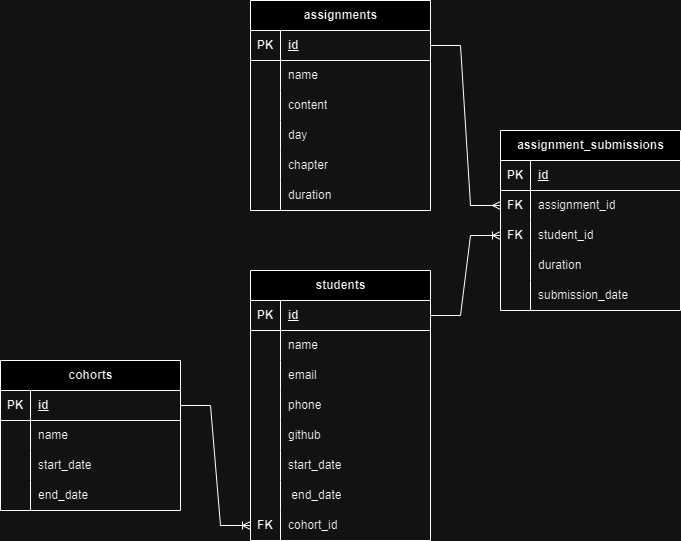 assignments
PK id
name
content
day
chapter
duration
assignment_submissions
PK id
FK assignment_id
FK student_id
duration
submission_date
students
PK id
name
email
phone
github
start_date
end_date
FK cohort_id
cohorts
PK id
name
start_date
end_date